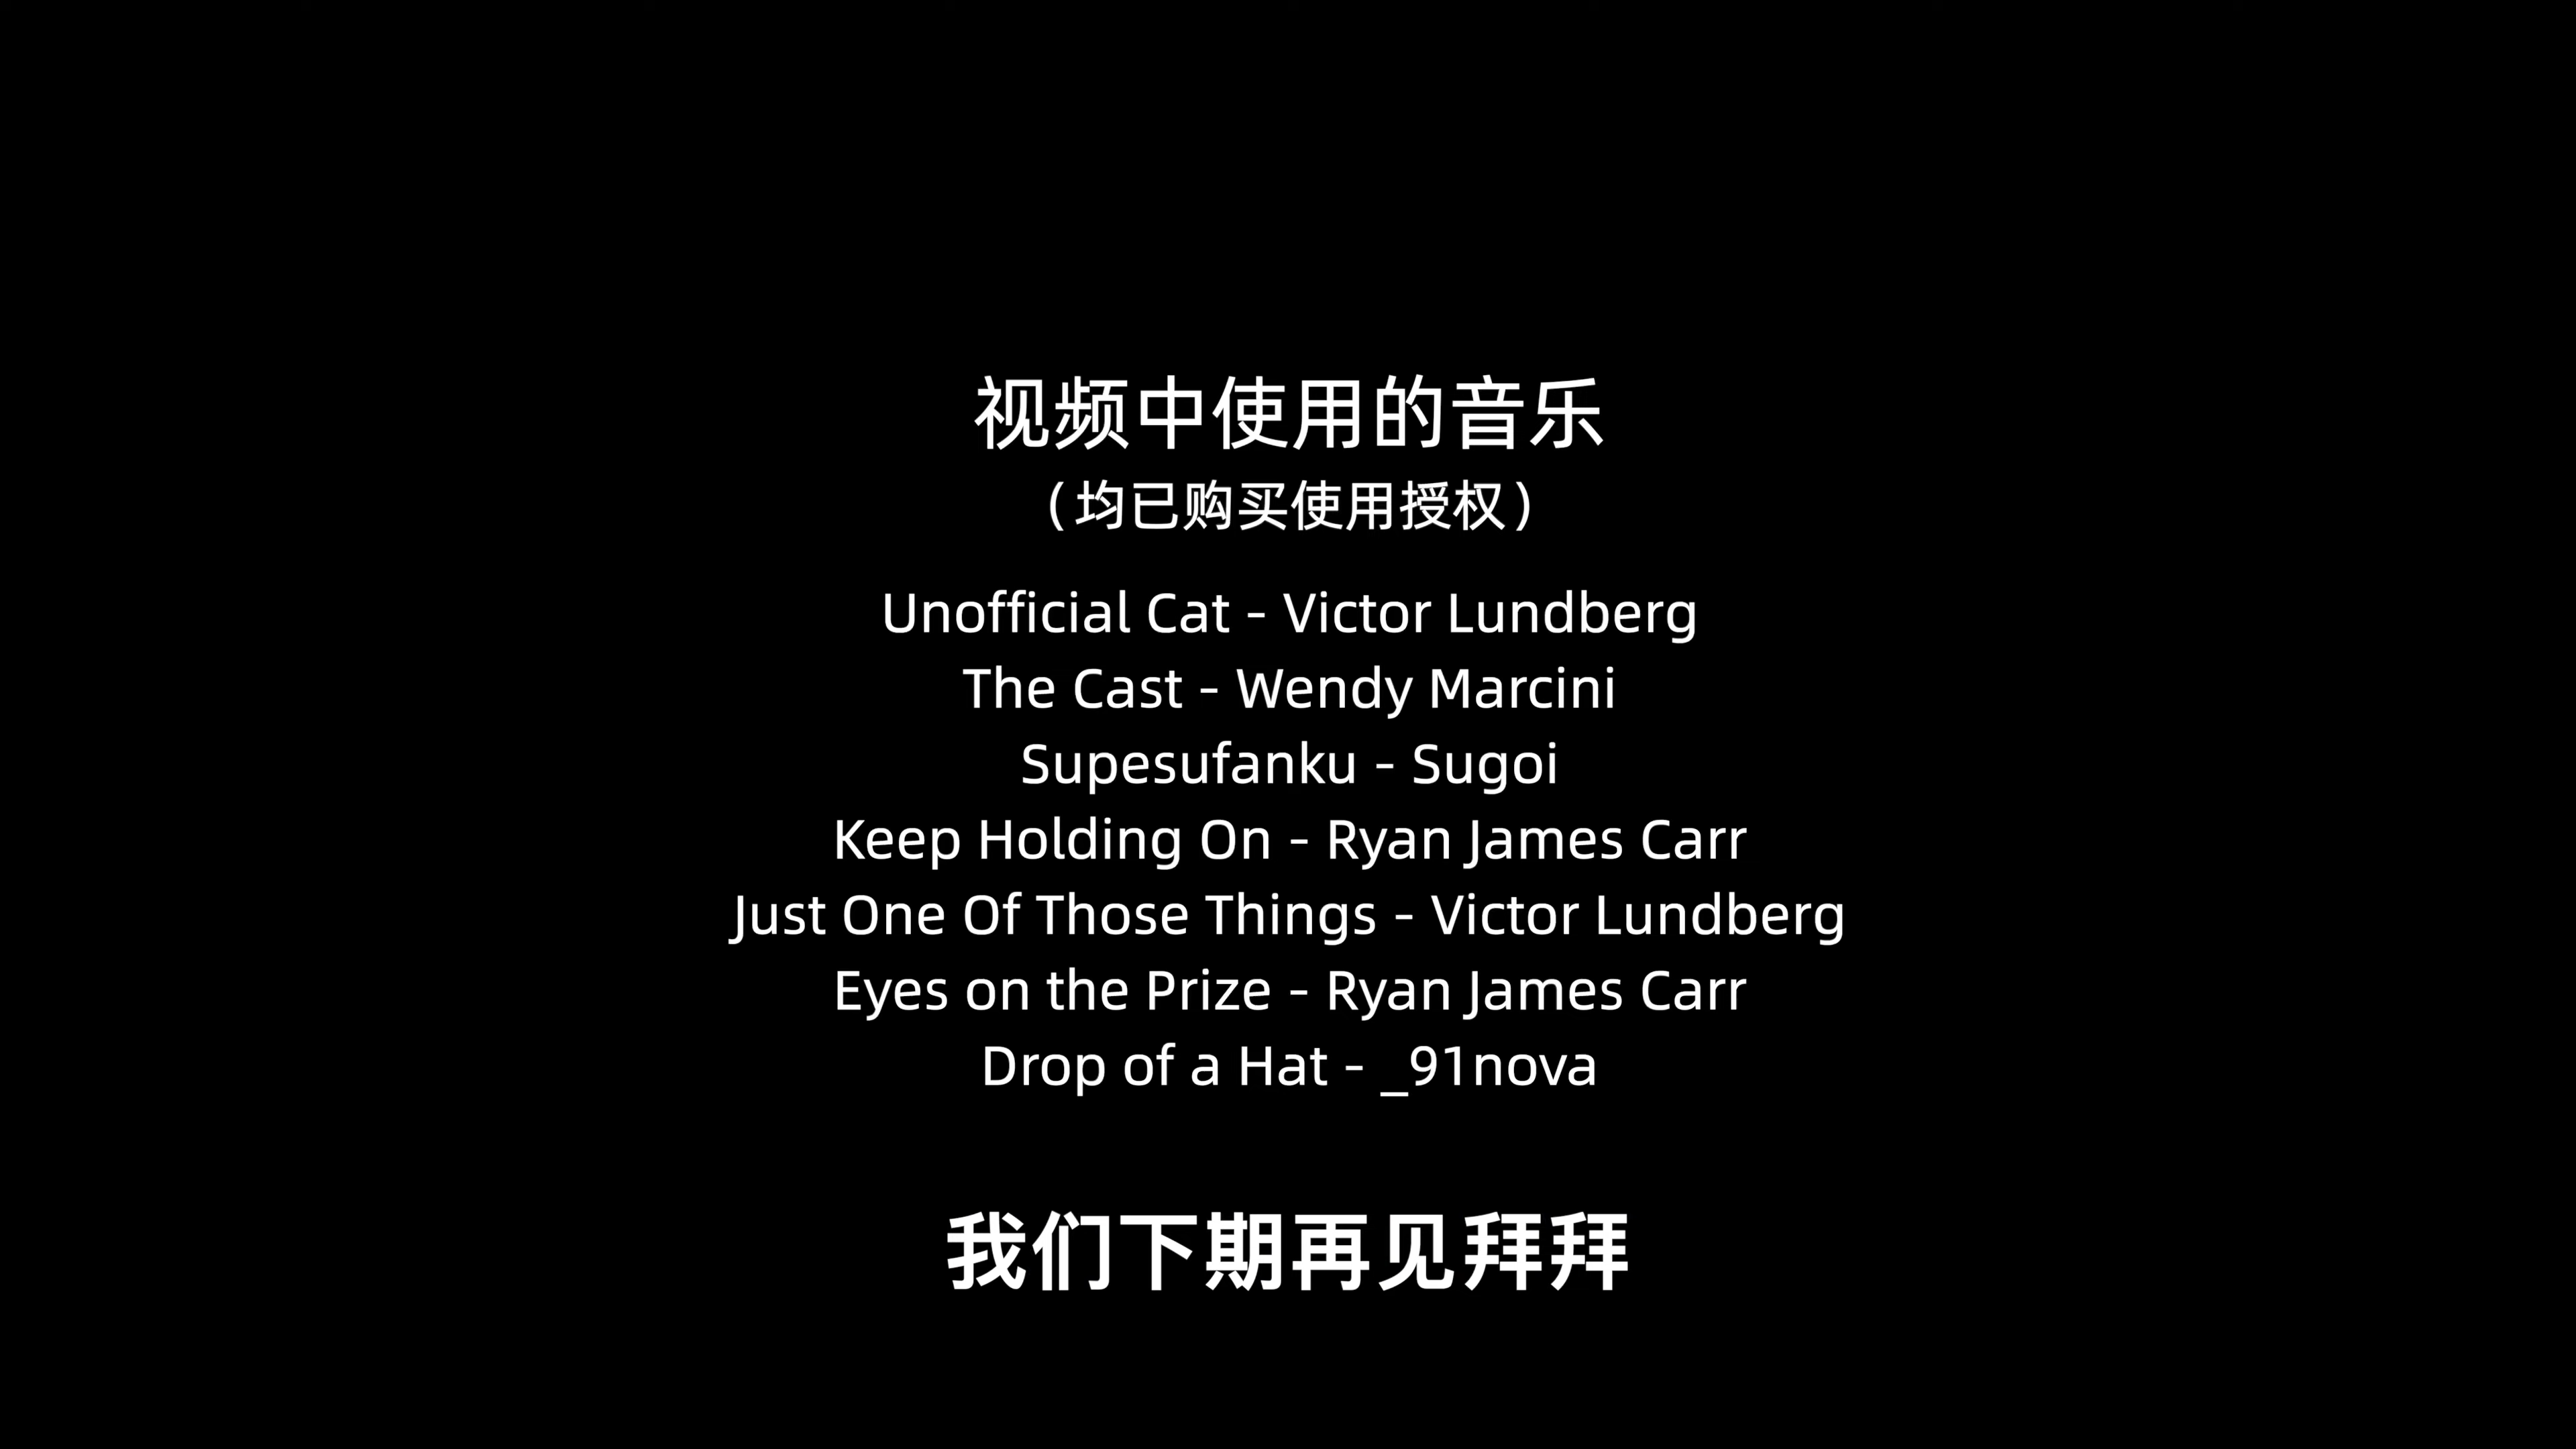 视频中使用的音乐
（均已购买使用授权）
Unofficial Cat - Victor Lundberg
The Cast - Wendy Marcini
Supesufanku - Sugoi
Keep Holding On - Ryan James Carr
Just One Of Those Things - Victor Lundberg
Eyes on the Prize - Ryan James Carr
Drop of a Hat - _91nova
我们下期再见拜拜